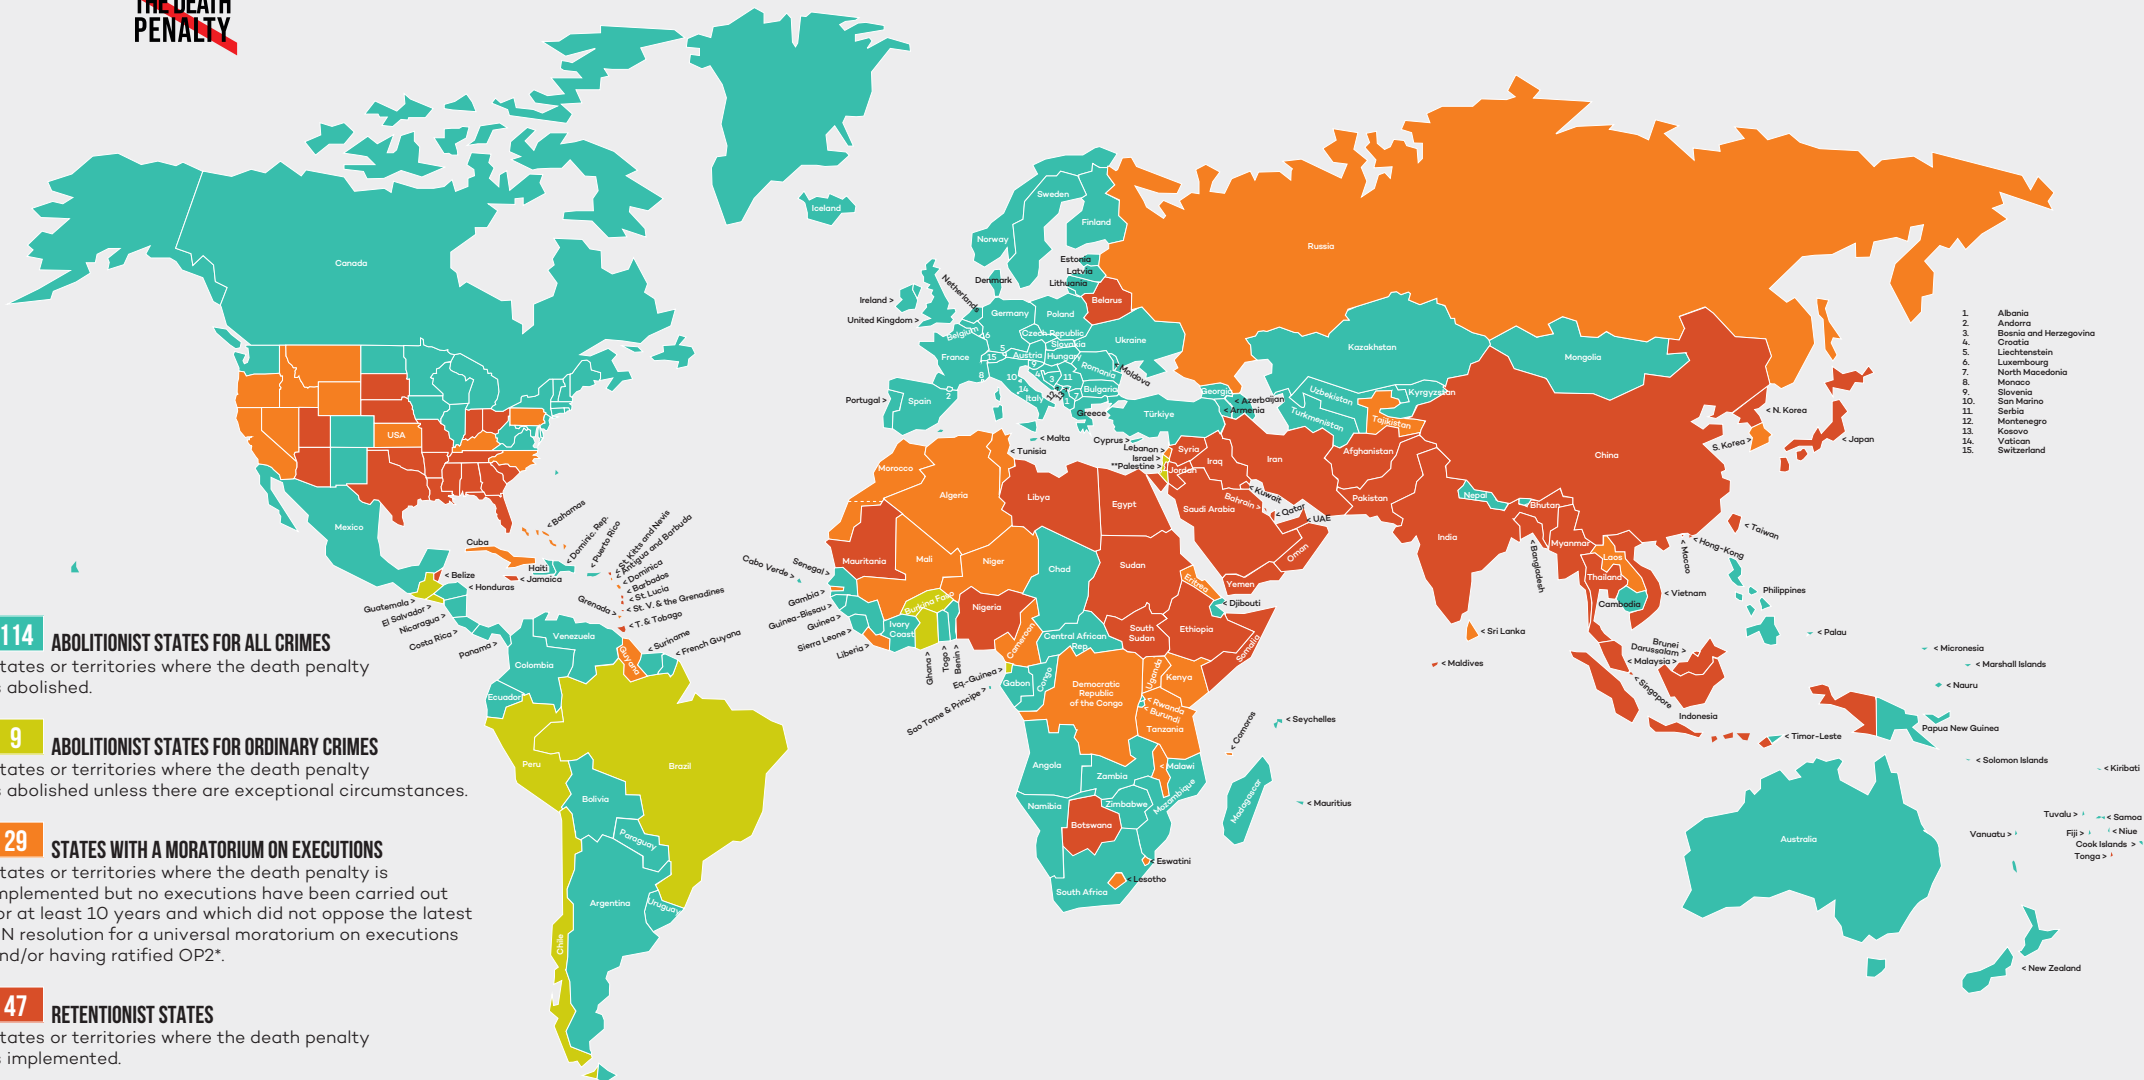 THE DEATH
PENALTY
114
ABOLITIONIST STATES FOR ALL CRIMES
tates or territories where the death penalty
s abolished.
9
ABOLITIONIST STATES FOR ORDINARY CRIMES
tates or territories where the death penalty
s abolished unless there are exceptional circumstances.
29
STATES WITH A MORATORIUM ON EXECUTIONS
tates or territories where the death penalty is
mplemented but no executions have been carried out
or at least 10 years and which did not oppose the latest
N resolution for a universal moratorium on executions
nd/or having ratified OP2*.
47
RETENTIONIST STATES
tates or territories where the death penalty
s implemented.
Canada
USA
Mexico
Cuba
< Bahamas
Haiti
< Dominic. Rep.
< Puerto Rico
< St. Kitts and Nevis
< Antigua and Barbuda
< Dominica
< Barbados
< St. Lucia
< St. V. & the Grenadines
Grenada >
< T. & Tobago
< Jamaica
< Belize
< Honduras
Guatemala >
El Salvador >
Nicaragua >
Costa Rica >
Panama >
Venezuela
Colombia
Guyana
< Suriname
< French Guyana
Ecuador
Peru
Brazil
Bolivia
Paraguay
Argentina
Uruguay
Chile
Iceland
Sweden
Finland
Norway
Estonia
Latvia
Lithuania
Denmark
Netherlands
Ireland >
United Kingdom >
Belarus
Germany
Poland
Belgium
6
Czech Republic
Slovakia
Ukraine
France
5
15
Austria
Hungary
9
4
3
11
Romania
< Moldova
8
10
14
Italy
12
13
1
7
Bulgaria
2
Portugal >
Spain
Greece
Türkiye
Georgia
< Azerbaijan
< Armenia
< Malta
Cyprus >
< Tunisia
Lebanon >
Israel >
**Palestine >
Syria
Jordan
Iraq
Iran
< Kuwait
Bahrain >
< Qatar
< UAE
Saudi Arabia
Oman
Yemen
Russia
Kazakhstan
Mongolia
Uzbekistan
Kyrgyzstan
Turkmenistan
Tajikistan
Afghanistan
Pakistan
China
Nepal
Bhutan
India
< Bangladesh
Myanmar
Laos
Thailand
Cambodia
< Vietnam
< Macao
< Hong-Kong
< Taiwan
< N. Korea
S. Korea >
< Japan
Philippines
< Sri Lanka
< Maldives
Brunei
Darussalam >
< Malaysia >
< Singapore
Indonesia
< Timor-Leste
Papua New Guinea
< Palau
< Micronesia
< Marshall Islands
< Nauru
< Solomon Islands
< Kiribati
Tuvalu >
< Samoa
Vanuatu >
Fiji >
< Niue
Cook Islands >
Tonga >
Australia
< New Zealand
Morocco
Algeria
Libya
Egypt
Mauritania
Mali
Niger
Chad
Sudan
Eritrea
< Djibouti
Cabo Verde >
Senegal >
Gambia >
Guinea-Bissau >
Guinea >
Sierra Leone >
Liberia >
Ivory
Coast
Burkina Faso
Ghana >
Togo >
Benin >
Nigeria
Cameroon
Central African
Rep.
South
Sudan
Ethiopia
Somalia
Eq-Guinea >
Sao Tome & Principe >
Gabon
Congo
Democratic
Republic
of the Congo
Uganda
Kenya
< Rwanda
< Burundi
Tanzania
< Comoros
< Seychelles
Angola
Zambia
< Malawi
Mozambique
Madagascar
< Mauritius
Namibia
Zimbabwe
Botswana
< Eswatini
< Lesotho
South Africa
1. Albania
2. Andorra
3. Bosnia and Herzegovina
4. Croatia
5. Liechtenstein
6. Luxembourg
7. North Macedonia
8. Monaco
9. Slovenia
10. San Marino
11. Serbia
12. Montenegro
13. Kosovo
14. Vatican
15. Switzerland